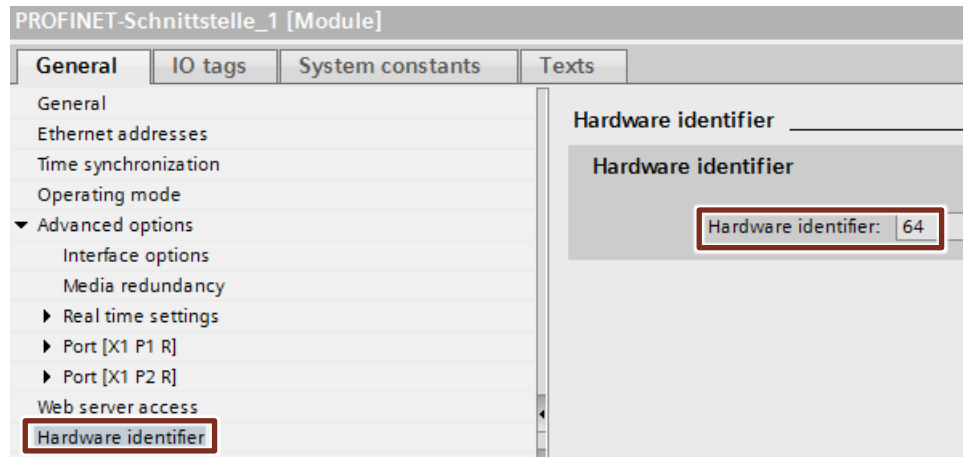 PROFINET-Schnittstelle_1 [Module]
General IO tags System constants Texts
General
Ethernet addresses
Time synchronization
Operating mode
Advanced options
Interface options
Media redundancy
Real time settings
Port [X1 P1 R]
Port [X1 P2 R]
Web server access
Hardware identifier
Hardware identifier
Hardware identifier
Hardware identifier: 64